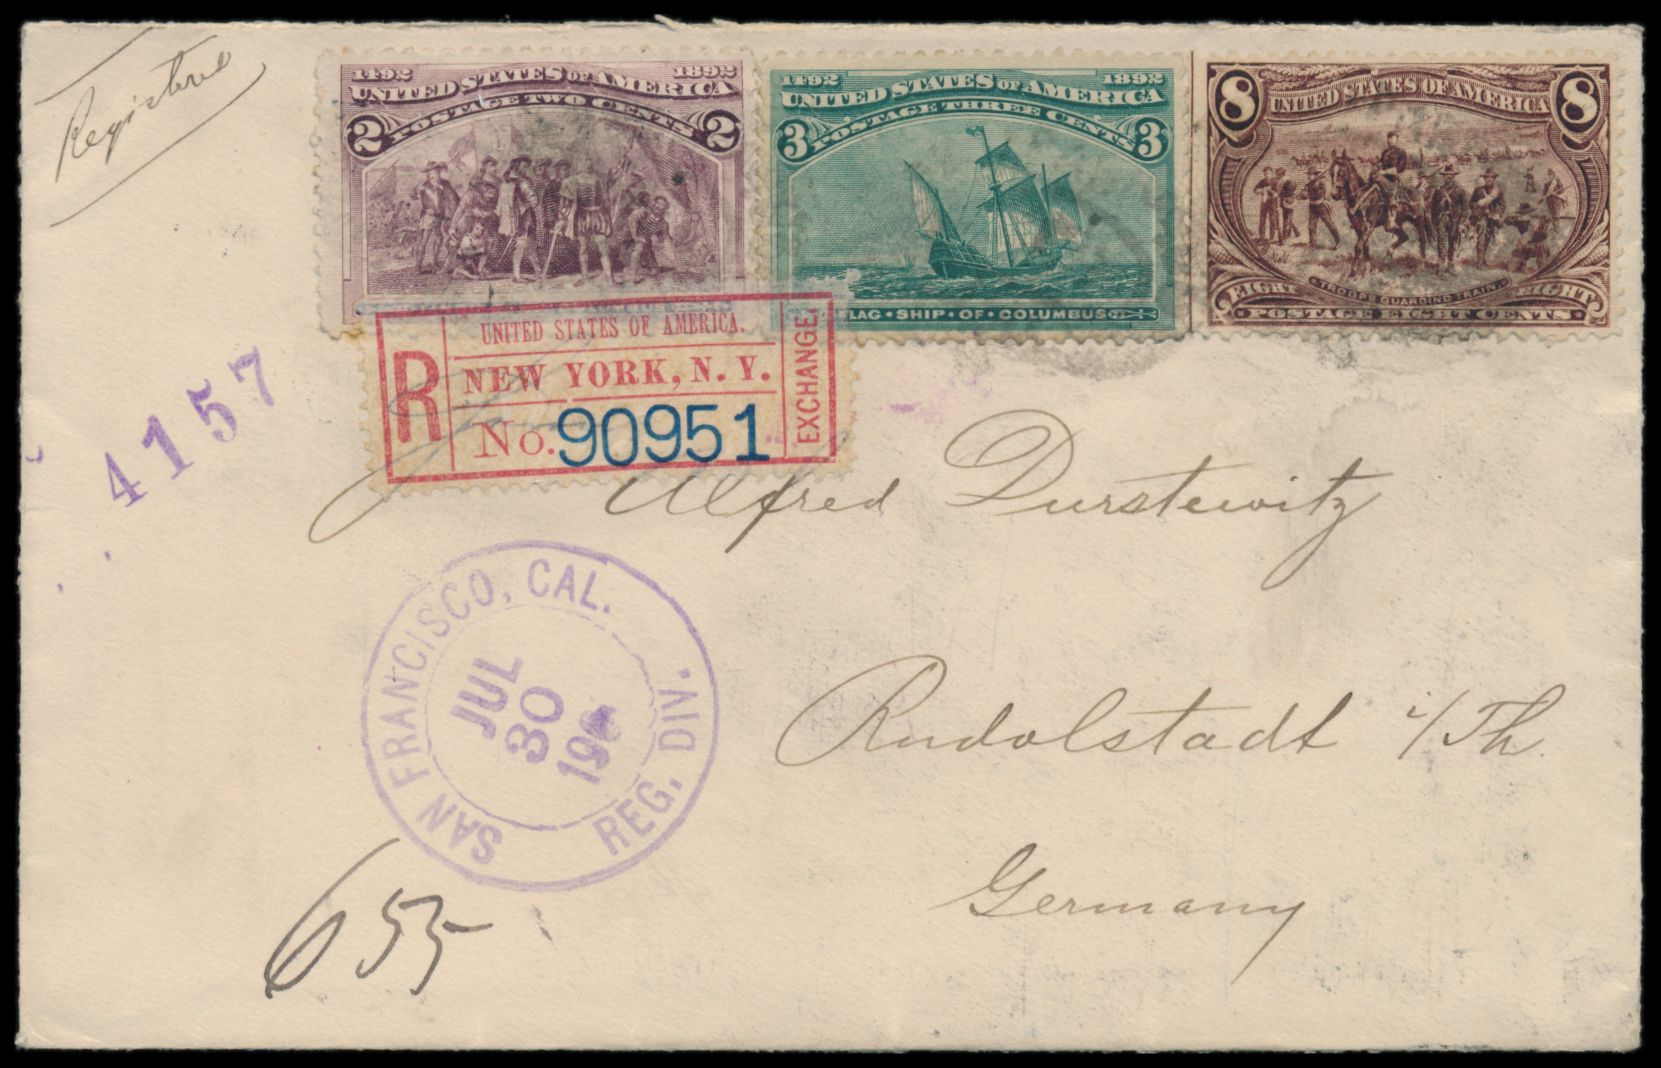 Registered
1492 1892
UNITED STATES OF AMERICA
POSTAGE TWO CENTS
2 2
1492 1892
UNITED STATES OF AMERICA
POSTAGE THREE CENTS
3 3
FLAG·SHIP·OF·COLUMBUS
8 UNITED STATES OF AMERICA 8
TROOPS GUARDING TRAIN.
EIGHT EIGHT
·POSTAGE EIGHT CENTS·
R
UNITED STATES OF AMERICA.
NEW YORK, N. Y.
No. 90951
EXCHANGE.
4157
Alfred Durstewitz
Rudolstadt i/Th
Germany
SAN FRANCISCO, CAL.
JUL
30
REG. DIV.
655